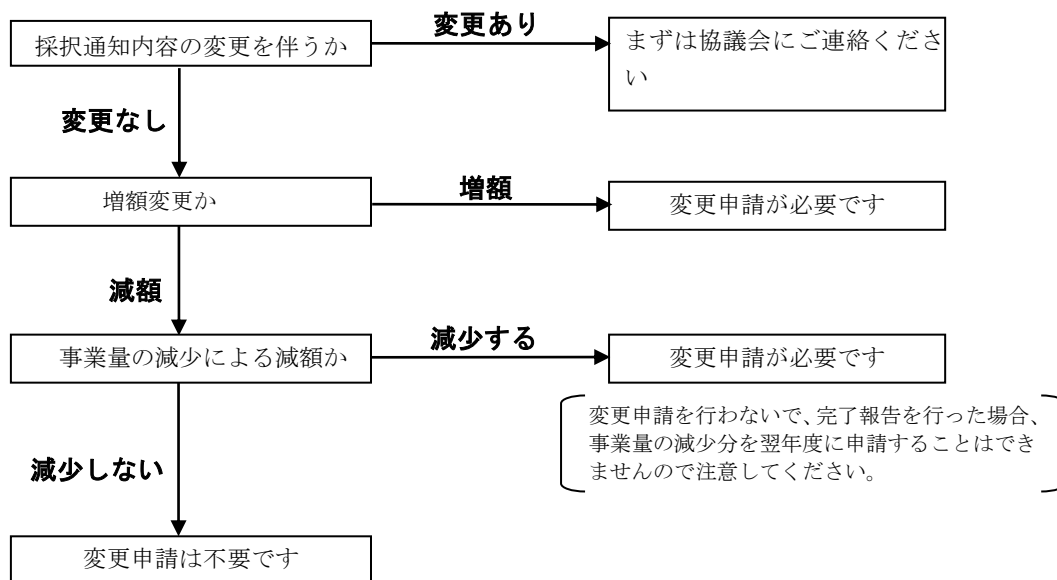 採択通知内容の変更を伴うか
変更あり
まずは協議会にご連絡くださ
い
変更なし
増額変更か
増額
変更申請が必要です
減額
事業量の減少による減額か
減少する
変更申請が必要です
変更申請を行わないで、完了報告を行った場合、
事業量の減少分を翌年度に申請することはでき
ませんので注意してください。
減少しない
変更申請は不要です